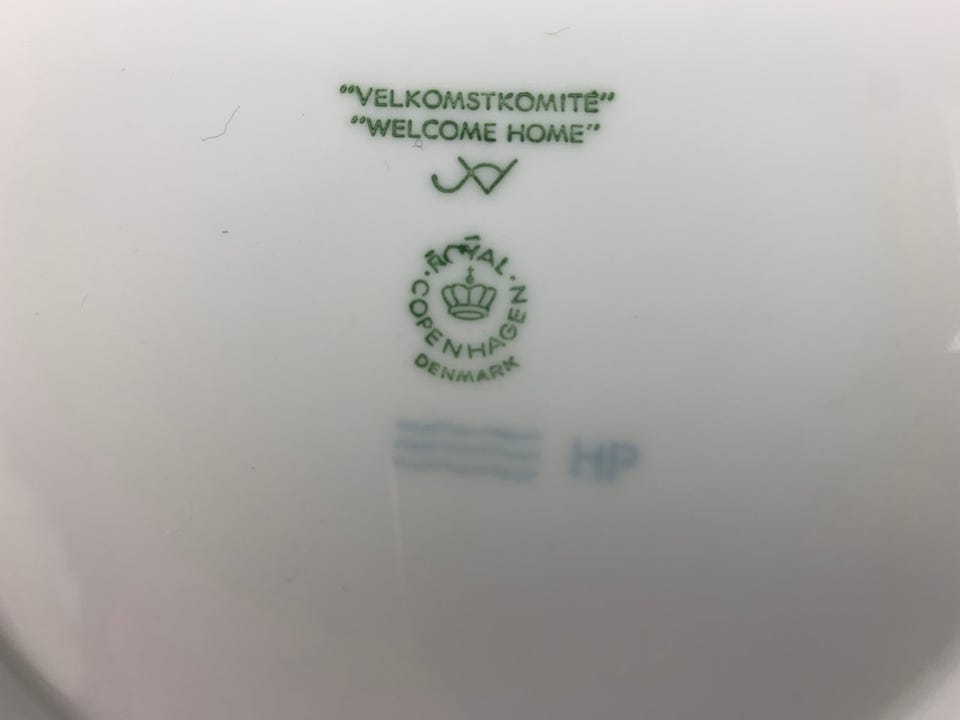 "VELKOMSTKOMITÉ"
"WELCOME HOME"
ROYAL
COPENHAGEN
DENMARK
HP